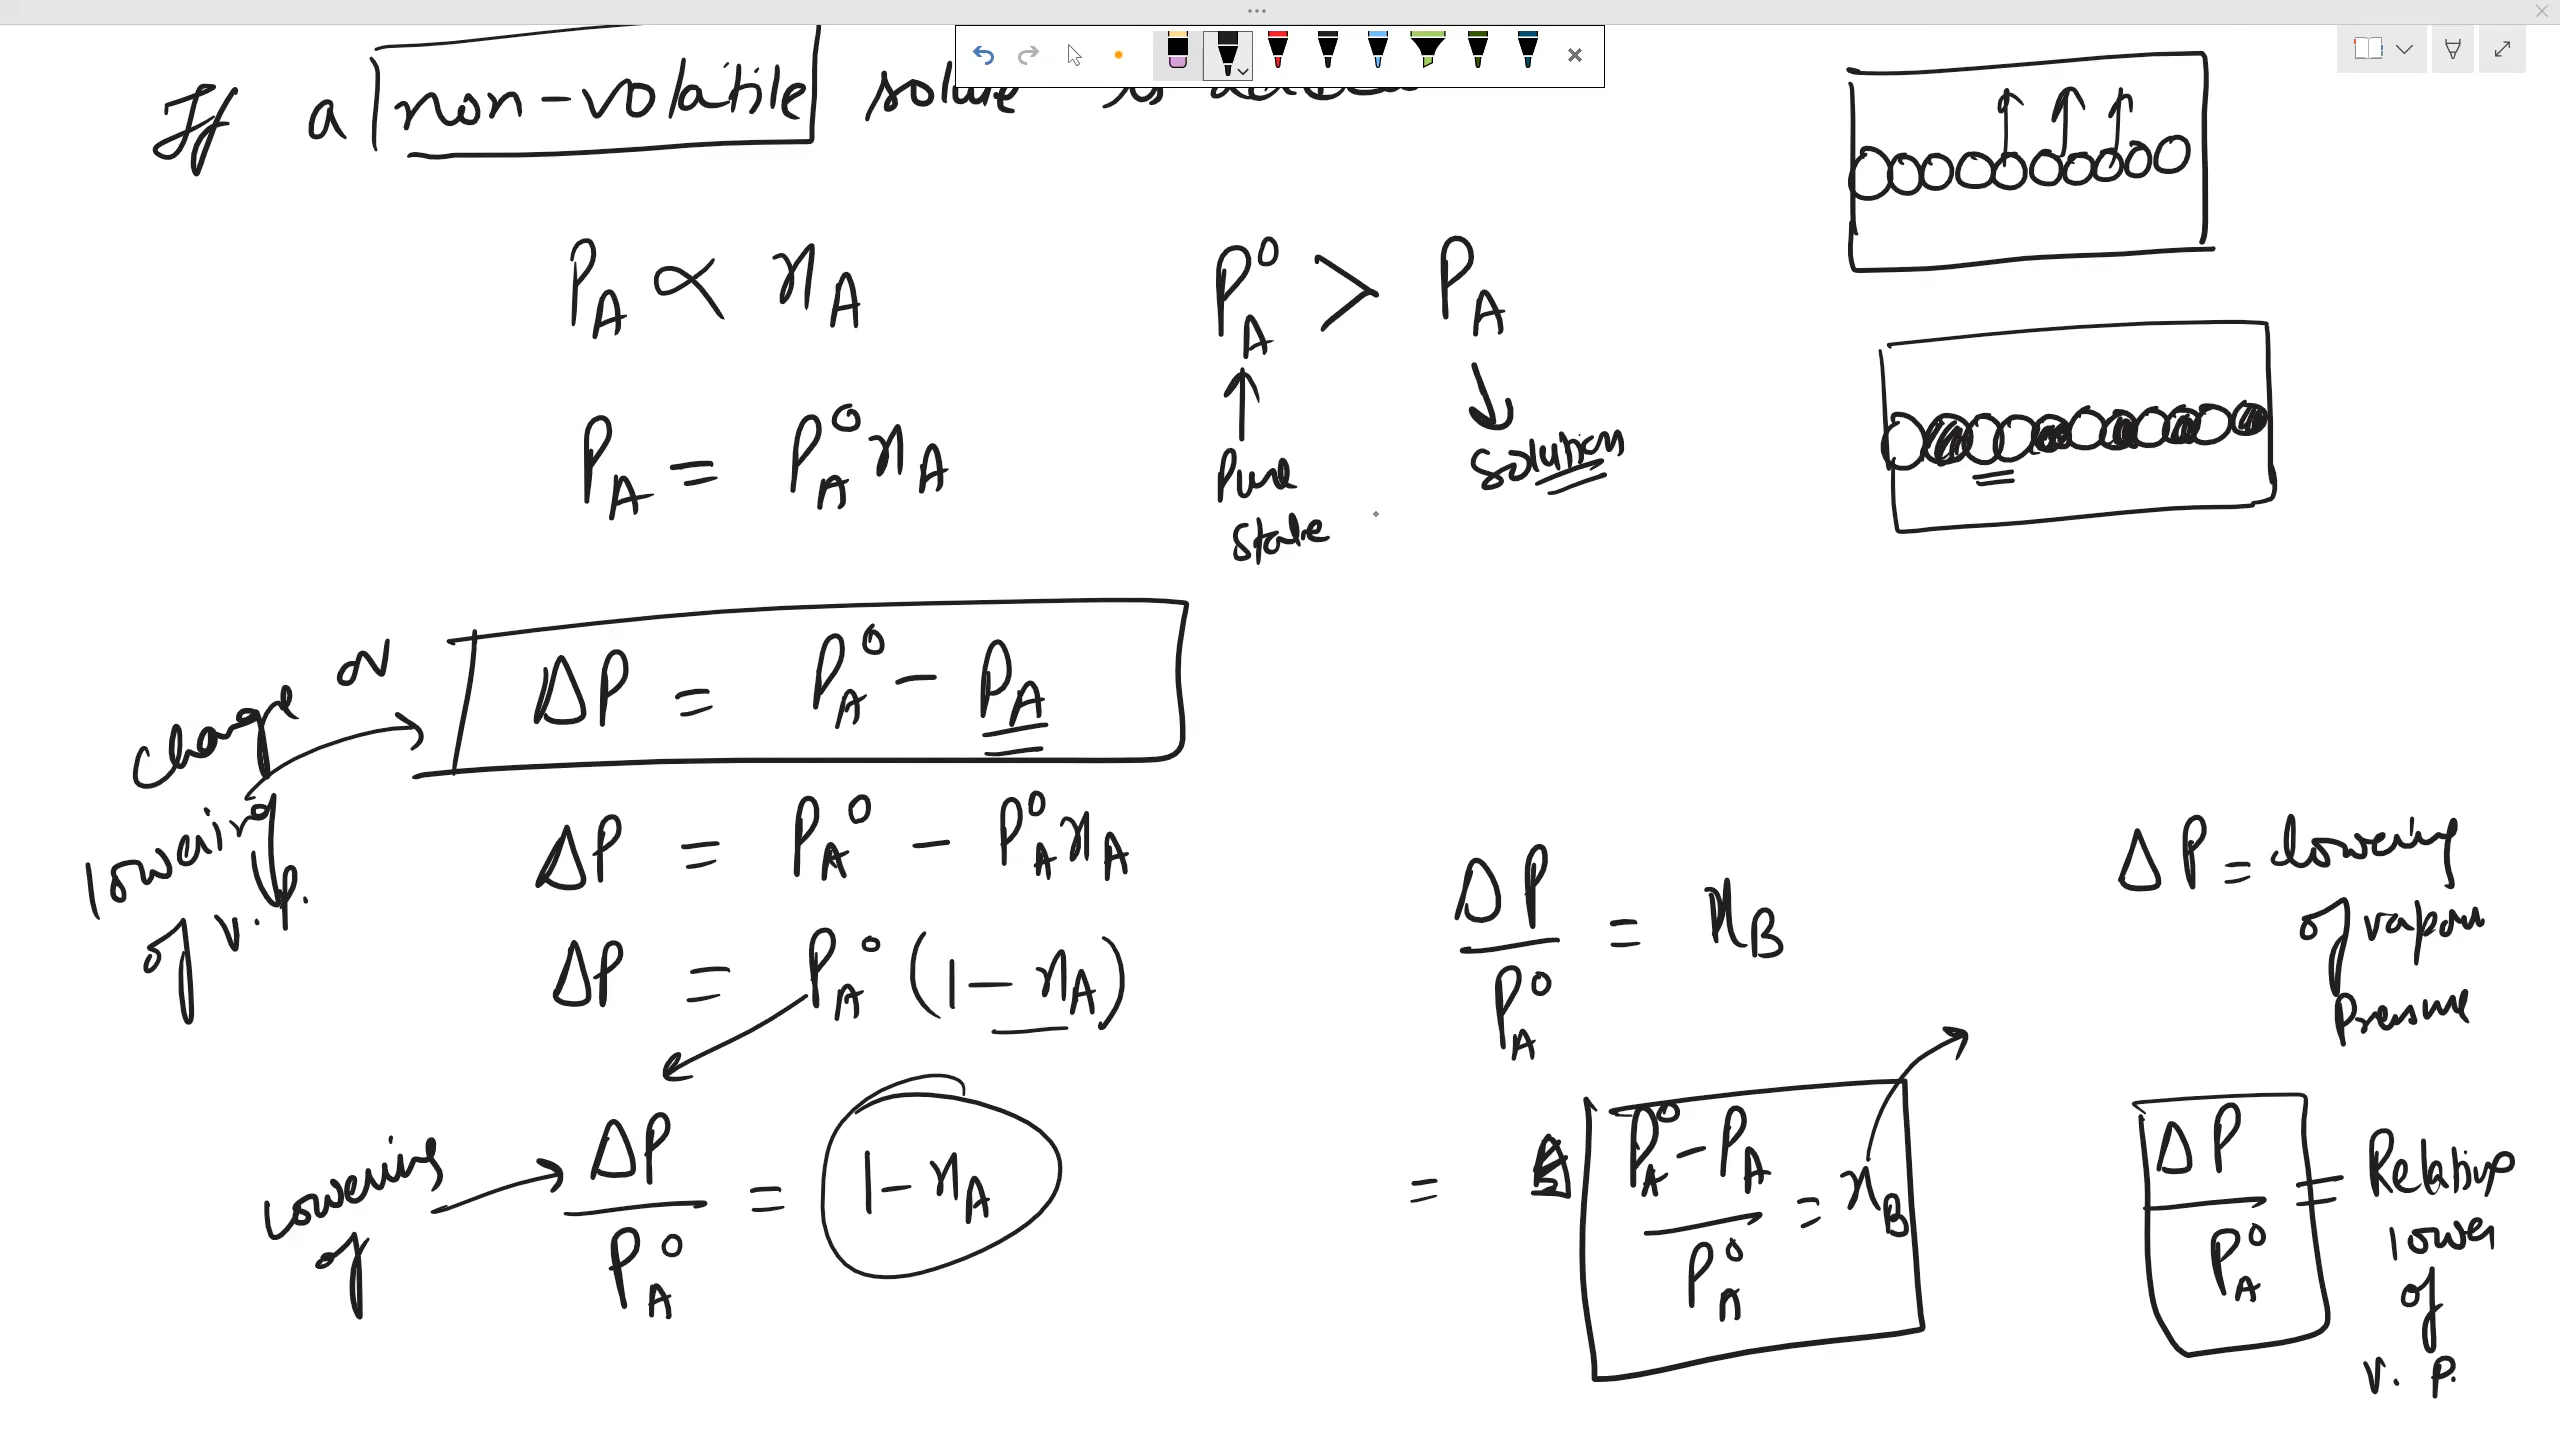 If a non-volatile solute is added
P_A ∝ x_A
P_A = P_A^0 x_A
P_A^0 > P_A
Pure
State
Solution
change or
lowering
of v.p.
ΔP = P_A^0 - P_A
ΔP = P_A^0 - P_A^0 x_A
ΔP = P_A^0 (1 - x_A)
Lowering
of
ΔP / P_A^0 = 1 - x_A
ΔP / P_A^0 = x_B
= P_A^0 - P_A / P_A^0 = x_B
ΔP = lowering
of vapour
Pressure
ΔP / P_A^0 = Relative
lower
of
v. p.